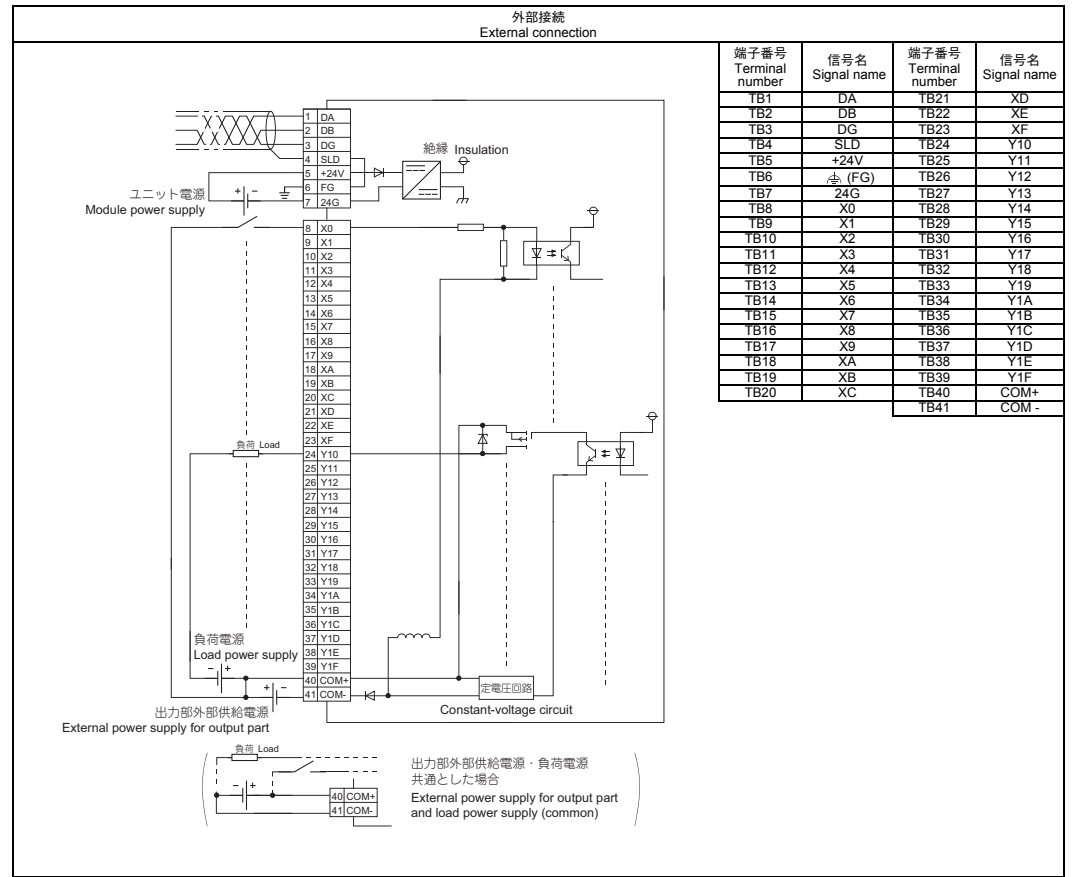 外部接続
External connection
端子番号 Terminal number 信号名 Signal name 端子番号 Terminal number 信号名 Signal name
TB1 DA TB21 XD
TB2 DB TB22 XE
TB3 DG TB23 XF
TB4 SLD TB24 Y10
TB5 +24V TB25 Y11
TB6 (FG) TB26 Y12
TB7 24G TB27 Y13
TB8 X0 TB28 Y14
TB9 X1 TB29 Y15
TB10 X2 TB30 Y16
TB11 X3 TB31 Y17
TB12 X4 TB32 Y18
TB13 X5 TB33 Y19
TB14 X6 TB34 Y1A
TB15 X7 TB35 Y1B
TB16 X8 TB36 Y1C
TB17 X9 TB37 Y1D
TB18 XA TB38 Y1E
TB19 XB TB39 Y1F
TB20 XC TB40 COM+
TB41 COM -
1 DA
2 DB
3 DG
4 SLD
5 +24V
6 FG
7 24G
絶縁 Insulation
ユニット電源
+ -
Module power supply
8 X0
9 X1
10 X2
11 X3
12 X4
13 X5
14 X6
15 X7
16 X8
17 X9
18 XA
19 XB
20 XC
21 XD
22 XE
23 XF
負荷 Load
24 Y10
25 Y11
26 Y12
27 Y13
28 Y14
29 Y15
30 Y16
31 Y17
32 Y18
33 Y19
34 Y1A
35 Y1B
36 Y1C
37 Y1D
38 Y1E
39 Y1F
40 COM+
41 COM-
負荷電源
Load power supply
- +
+ -
出力部外部供給電源
External power supply for output part
定電圧回路
Constant-voltage circuit
負荷 Load
- +
40 COM+
41 COM-
出力部外部供給電源・負荷電源
共通とした場合
External power supply for output part
and load power supply (common)